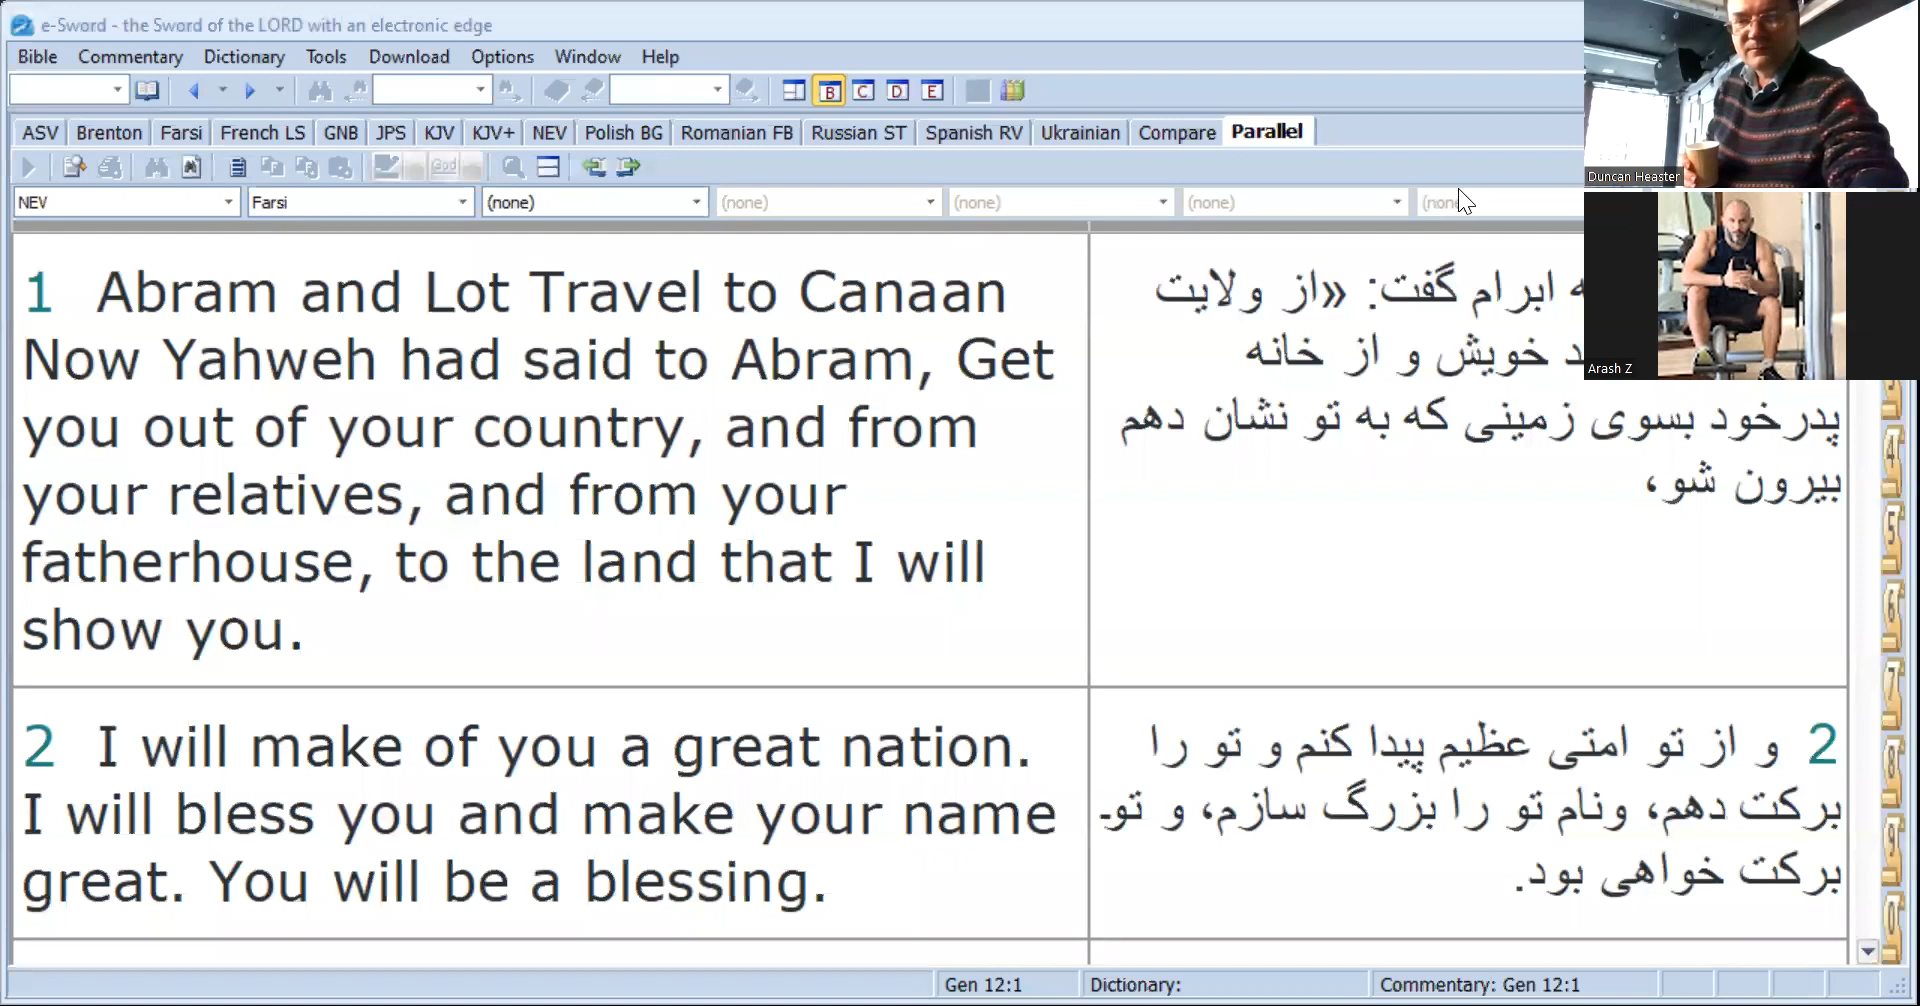 e-Sword - the Sword of the LORD with an electronic edge
Bible Commentary Dictionary Tools Download Options Window Help
B C D E
ASV Brenton Farsi French LS GNB JPS KJV KJV+ NEV Polish BG Romanian FB Russian ST Spanish RV Ukrainian Compare Parallel
God
NEV Farsi (none) (none) (none) (none)
Duncan Heaster
Arash Z
1 Abram and Lot Travel to Canaan
Now Yahweh had said to Abram, Get
you out of your country, and from
your relatives, and from your
fatherhouse, to the land that I will
show you.
ابرام گفت: «از ولایت
خویش و از خانه
پدرخود بسوی زمینی که به تو نشان دهم
بیرون شو،
2 I will make of you a great nation.
I will bless you and make your name
great. You will be a blessing.
2 و از تو امتی عظیم پیدا کنم و تو را
برکت دهم، ونام تو را بزرگ سازم، و تو‌ـ
برکت خواهی بود.
4
5
6
7
8
9
Gen 12:1 Dictionary: Commentary: Gen 12:1